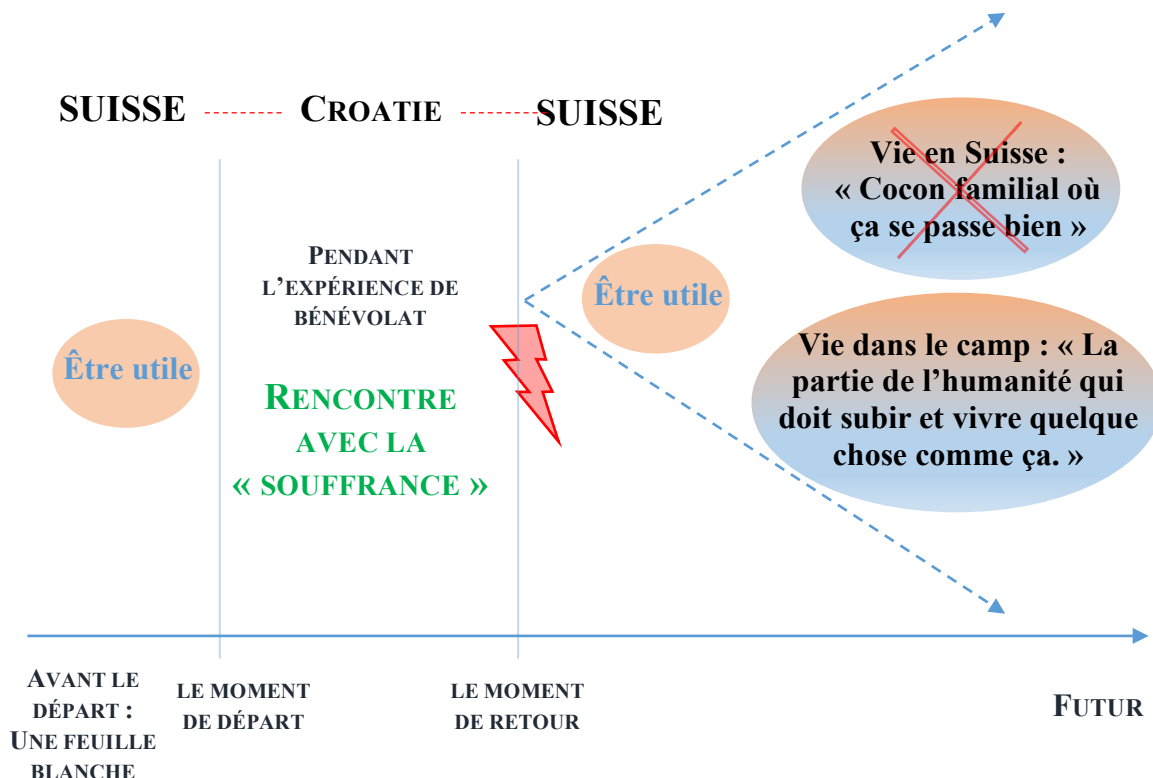 SUISSE
CROATIE
SUISSE
Vie en Suisse :
« Cocon familial où
ça se passe bien »
PENDANT
L’EXPÉRIENCE DE
BÉNÉVOLAT
Être utile
Être utile
RENCONTRE
AVEC LA
« SOUFFRANCE »
Vie dans le camp : « La
partie de l’humanité qui
doit subir et vivre quelque
chose comme ça. »
AVANT LE
DÉPART :
UNE FEUILLE
BLANCHE
LE MOMENT
DE DÉPART
LE MOMENT
DE RETOUR
FUTUR